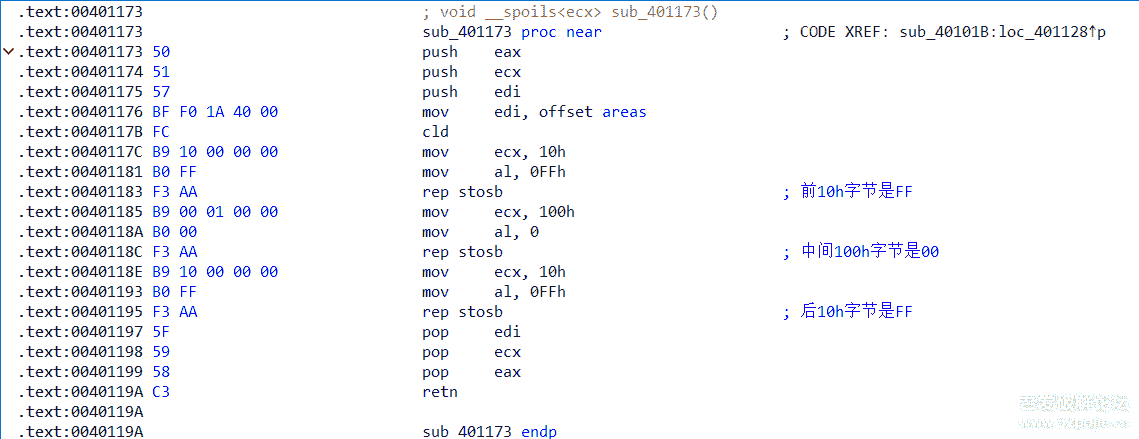 .text:00401173 ; void __spoils<ecx> sub_401173()
.text:00401173 sub_401173 proc near ; CODE XREF: sub_40101B:loc_401128↑p
.text:00401173 50 push eax
.text:00401174 51 push ecx
.text:00401175 57 push edi
.text:00401176 BF F0 1A 40 00 mov edi, offset areas
.text:0040117B FC cld
.text:0040117C B9 10 00 00 00 mov ecx, 10h
.text:00401181 B0 FF mov al, 0FFh
.text:00401183 F3 AA rep stosb ; 前10h字节是FF
.text:00401185 B9 00 01 00 00 mov ecx, 100h
.text:0040118A B0 00 mov al, 0
.text:0040118C F3 AA rep stosb ; 中间100h字节是00
.text:0040118E B9 10 00 00 00 mov ecx, 10h
.text:00401193 B0 FF mov al, 0FFh
.text:00401195 F3 AA rep stosb ; 后10h字节是FF
.text:00401197 5F pop edi
.text:00401198 59 pop ecx
.text:00401199 58 pop eax
.text:0040119A C3 retn
.text:0040119A
.text:0040119A sub_401173 endp